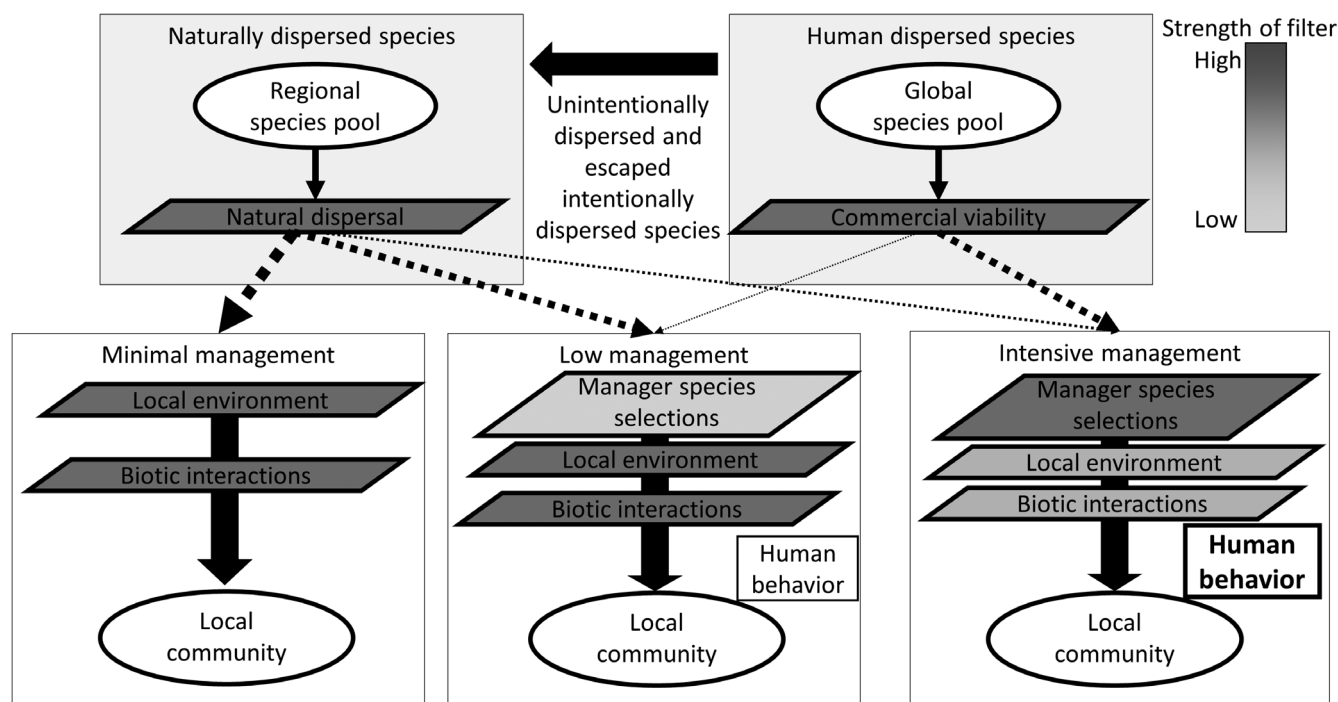 Naturally dispersed species
Regional
species pool
Natural dispersal
Unintentionally
dispersed and
escaped
intentionally
dispersed species
Human dispersed species
Global
species pool
Commercial viability
Strength of filter
High
Low
Minimal management
Local environment
Biotic interactions
Local
community
Low management
Manager species
selections
Local environment
Biotic interactions
Human
behavior
Local
community
Intensive management
Manager species
selections
Local environment
Biotic interactions
Human
behavior
Local
community